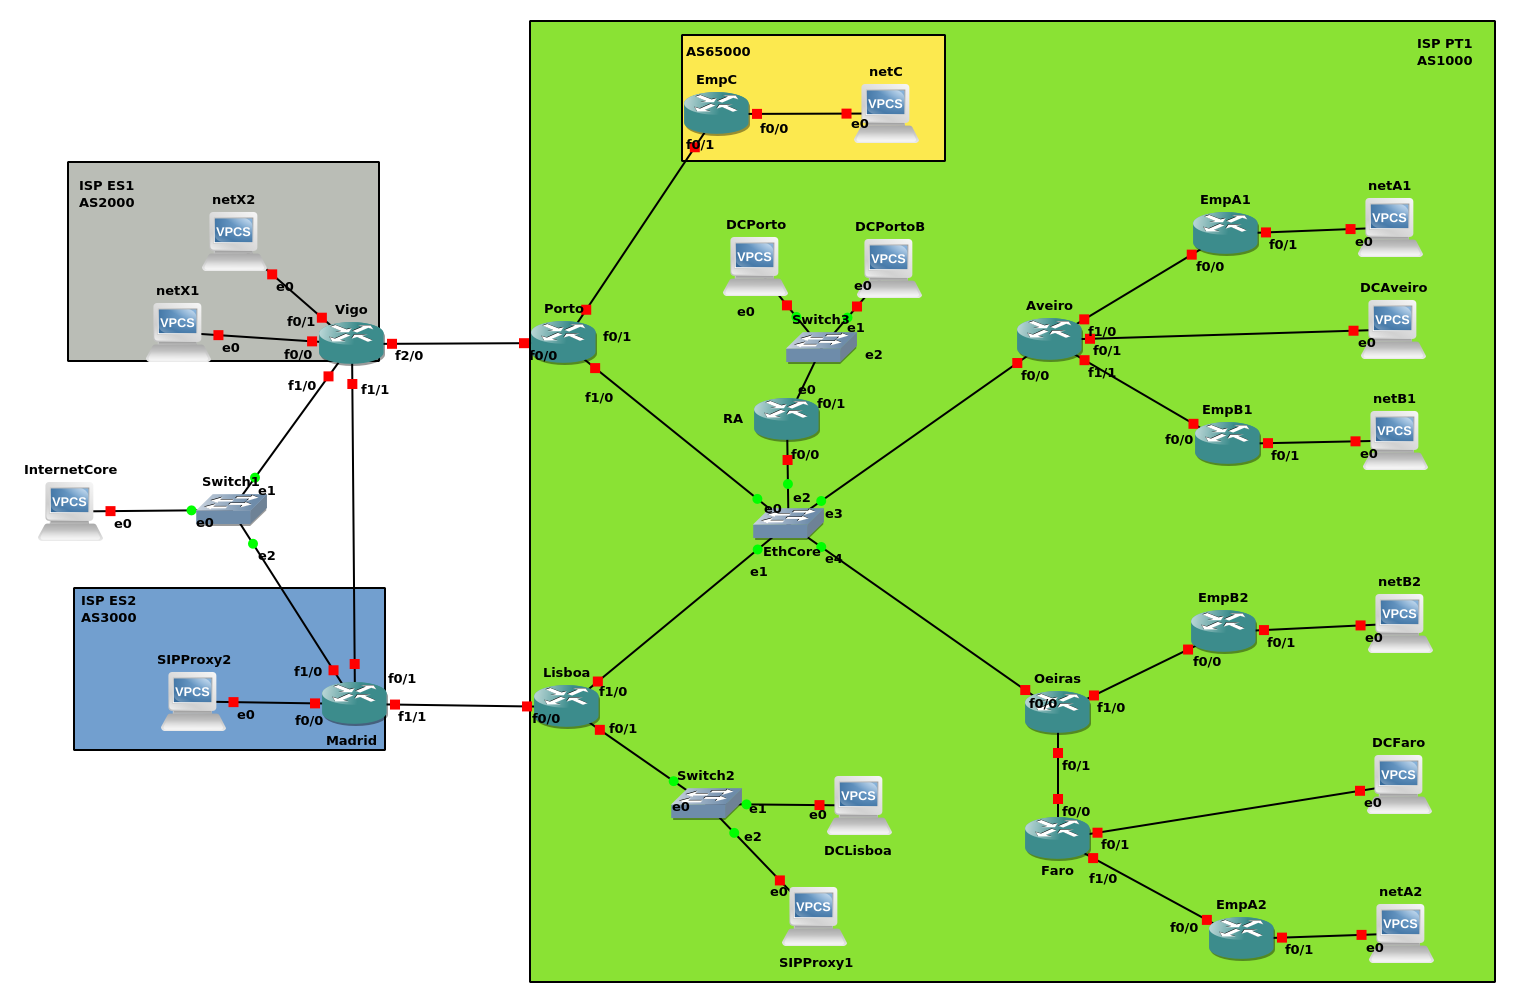 ISP PT1
AS1000
AS65000
EmpC
netC
VPCS
f0/0
e0
f0/1
ISP ES1
AS2000
netX2
VPCS
e0
netX1
VPCS
e0
f0/1
f0/0
Vigo
f2/0
f1/0
f1/1
Porto
f0/0
f0/1
f1/0
DCPorto
VPCS
e0
DCPortoB
VPCS
e0
Switch3
e1
e2
e0
f0/1
RA
f0/0
e2
e0
e3
EthCore
e4
e1
Aveiro
f1/0
f0/1
f1/1
f0/0
EmpA1
f0/1
f0/0
netA1
VPCS
e0
DCAveiro
VPCS
e0
netB1
VPCS
e0
EmpB1
f0/0
f0/1
InternetCore
VPCS
e0
Switch1
e1
e0
e2
ISP ES2
AS3000
SIPProxy2
VPCS
e0
f1/0
f0/1
f0/0
f1/1
Madrid
Lisboa
f1/0
f0/0
f0/1
Switch2
e0
e1
e2
VPCS
e0
DCLisboa
e0
VPCS
SIPProxy1
Oeiras
f0/0
f1/0
f0/1
EmpB2
f0/1
f0/0
netB2
VPCS
e0
f0/0
f0/1
Faro
f1/0
DCFaro
VPCS
e0
EmpA2
f0/0
f0/1
netA2
VPCS
e0